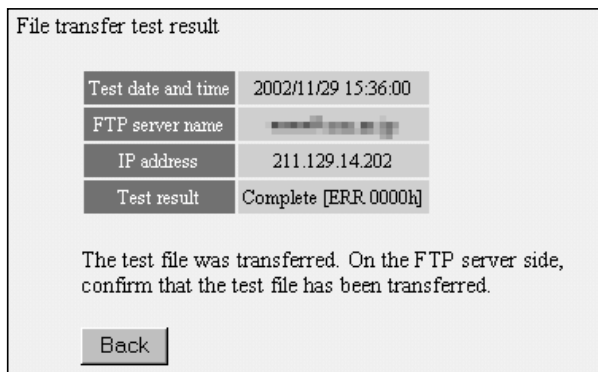 File transfer test result
Test date and time 2002/11/29 15:36:00
FTP server name
IP address 211.129.14.202
Test result Complete [ERR 0000h]
The test file was transferred. On the FTP server side,
confirm that the test file has been transferred.
Back